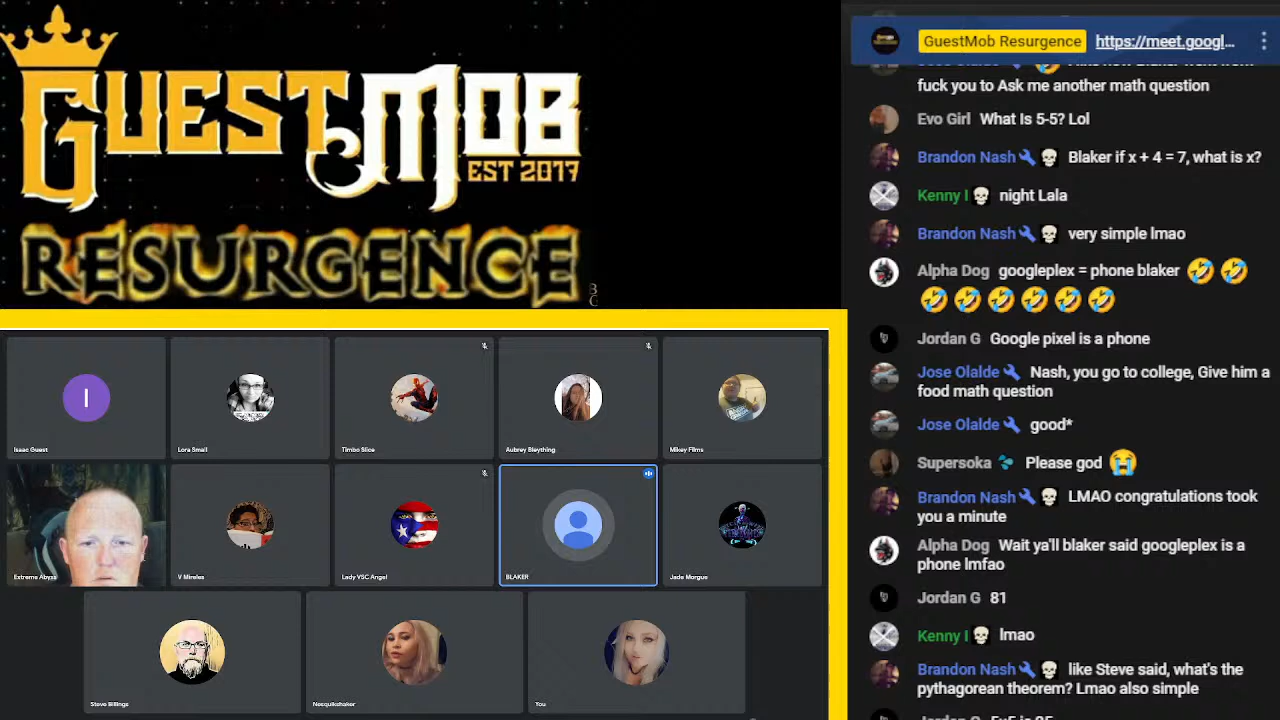 GUESTMOB
EST 2017
RESURGENCE
I
Isaac Guest
Lora Small
Timbo Slice
Aubrey Bleything
Mikey Films
Extreme Abyss
V Mireles
Lady VSC Angel
BLAKER
Jade Morgue
Steve Billings
Nesquikshaker
You
GuestMob Resurgence https://meet.googl...
fuck you to Ask me another math question
Evo Girl What Is 5-5? Lol
Brandon Nash Blaker if x + 4 = 7, what is x?
Kenny I night Lala
Brandon Nash very simple lmao
Alpha Dog googleplex = phone blaker 🤣 🤣
🤣 🤣 🤣 🤣 🤣 🤣
Jordan G Google pixel is a phone
Jose Olalde Nash, you go to college, Give him a
food math question
Jose Olalde good*
Supersoka Please god 😭
Brandon Nash LMAO congratulations took
you a minute
Alpha Dog Wait ya'll blaker said googleplex is a
phone lmfao
Jordan G 81
Kenny I lmao
Brandon Nash like Steve said, what's the
pythagorean theorem? Lmao also simple